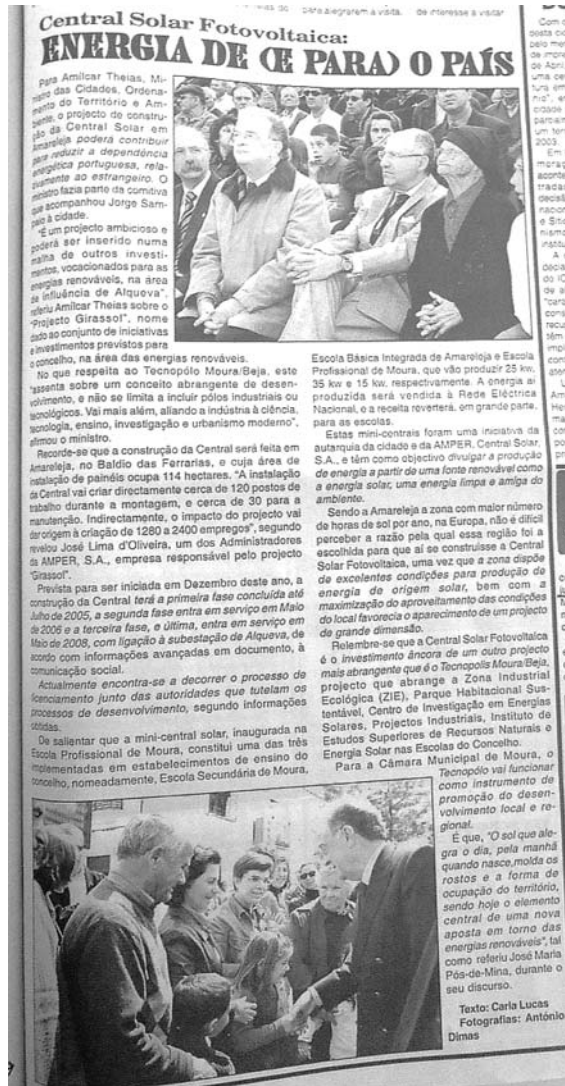 para alegrarem a visita.
de interesse a visitar
Central Solar Fotovoltaica:
ENERGIA DE (E PARA) O PAÍS
Para Amílcar Theias, Mi-
nistro das Cidades, Ordena-
mento do Território e Am-
biente, o projecto de constru-
ção da Central Solar em
Amareleja poderá contribuir
para reduzir a dependência
energética portuguesa, rela-
tivamente ao estrangeiro. O
ministro fazia parte da comitiva
que acompanhou Jorge Sam-
paio à cidade.
"É um projecto ambicioso e
poderá ser inserido numa
malha de outros investi-
mentos, vocacionados para as
energias renováveis, na área
de influência de Alqueva",
referiu Amílcar Theias sobre o
"Projecto Girassol", nome
dado ao conjunto de iniciativas
e investimentos previstos para
o concelho, na área das energias renováveis.
No que respeita ao Tecnopólo Moura/Beja, este
"assenta sobre um conceito abrangente de desen-
volvimento, e não se limita a incluir pólos industriais ou
tecnológicos. Vai mais além, aliando a indústria à ciência,
tecnologia, ensino, investigação e urbanismo moderno",
afirmou o ministro.
Recorde-se que a construção da Central será feita em
Amareleja, no Baldio das Ferrarias, e cuja área de
instalação de painéis ocupa 114 hectares. "A instalação
da Central vai criar directamente cerca de 120 postos de
trabalho durante a montagem, e cerca de 30 para a
manutenção. Indirectamente, o impacto do projecto vai
dar origem à criação de 1280 a 2400 empregos", segundo
revelou José Lima d'Oliveira, um dos Administradores
da AMPER, S.A., empresa responsável pelo projecto
"Girassol".
Prevista para ser iniciada em Dezembro deste ano, a
construção da Central terá a primeira fase concluída até
Julho de 2005, a segunda fase entra em serviço em Maio
de 2006 e a terceira fase, e última, entra em serviço em
Maio de 2008, com ligação à subestação de Alqueva, de
acordo com informações avançadas em documento, à
comunicação social.
Actualmente encontra-se a decorrer o processo de
licenciamento junto das autoridades que tutelam os
processos de desenvolvimento, segundo informações
obtidas.
De salientar que a mini-central solar, inaugurada na
Escola Profissional de Moura, constitui uma das três
implementadas em estabelecimentos de ensino do
concelho, nomeadamente, Escola Secundária de Moura,
Escola Básica Integrada de Amareleja e Escola
Profissional de Moura, que vão produzir 25 kw,
35 kw e 15 kw, respectivamente. A energia aí
produzida será vendida à Rede Eléctrica
Nacional, e a receita reverterá, em grande parte,
para as escolas.
Estas mini-centrais foram uma iniciativa da
autarquia da cidade e da AMPER, Central Solar,
S.A., e têm como objectivo divulgar a produção
de energia a partir de uma fonte renovável como
a energia solar, uma energia limpa e amiga do
ambiente.
Sendo a Amareleja a zona com maior número
de horas de sol por ano, na Europa, não é difícil
perceber a razão pela qual essa região foi a
escolhida para que aí se construísse a Central
Solar Fotovoltaica, uma vez que a zona dispõe
de excelentes condições para produção de
energia de origem solar, bem com a
maximização do aproveitamento das condições
do local favorecia o aparecimento de um projecto
de grande dimensão.
Relembre-se que a Central Solar Fotovoltaica
é o investimento âncora de um outro projecto
mais abrangente que é o Tecnopolis Moura/Beja,
projecto que abrange a Zona Industrial
Ecológica (ZIE), Parque Habitacional Sus-
tentável, Centro de Investigação em Energias
Solares, Projectos Industriais, Instituto de
Estudos Superiores de Recursos Naturais e
Energia Solar nas Escolas do Concelho.
Para a Câmara Municipal de Moura, o
Tecnopólo vai funcionar
como instrumento de
promoção do desen-
volvimento local e re-
gional.
É que, "O sol que ale-
gra o dia, pela manhã
quando nasce,molda os
rostos e a forma de
ocupação do território,
sendo hoje o elemento
central de uma nova
aposta em torno das
energias renováveis", tal
como referiu José Maria
Pós-de-Mina, durante o
seu discurso.
Texto: Carla Lucas
Fotografias: António
Dimas